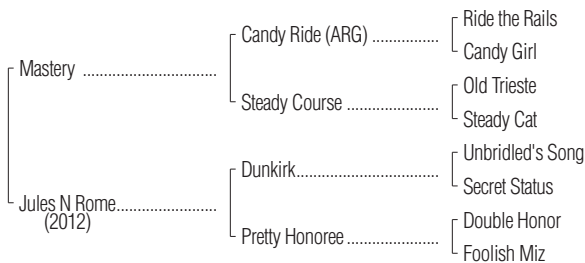 Ride the Rails
Candy Ride (ARG) ................
Candy Girl
Mastery ................................
Old Trieste
Steady Course ......................
Steady Cat
Unbridled's Song
Dunkirk..................................
Secret Status
Jules N Rome........................
(2012)
Double Honor
Pretty Honoree ......................
Foolish Miz